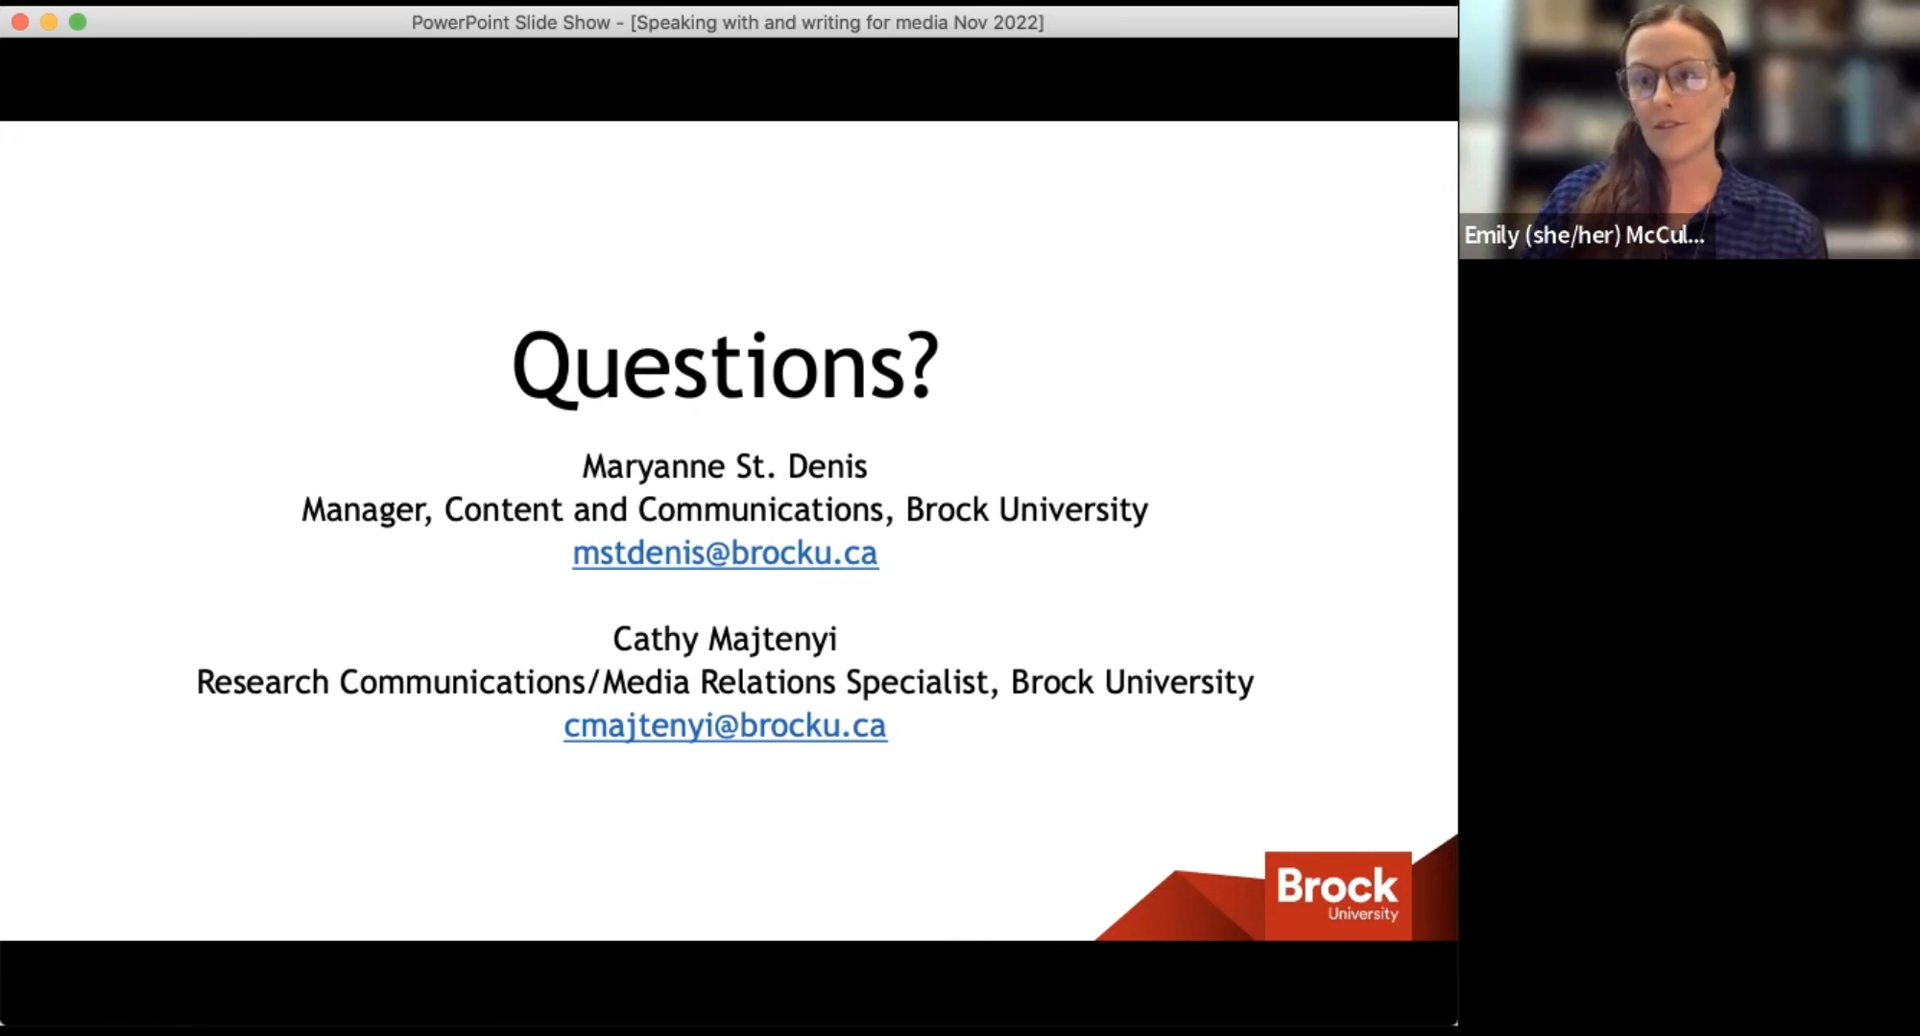 PowerPoint Slide Show - [Speaking with and writing for media Nov 2022]
Emily (she/her) McCul...
Questions?
Maryanne St. Denis
Manager, Content and Communications, Brock University
mstdenis@brocku.ca
Cathy Majtenyi
Research Communications/Media Relations Specialist, Brock University
cmajtenyi@brocku.ca
Brock
University